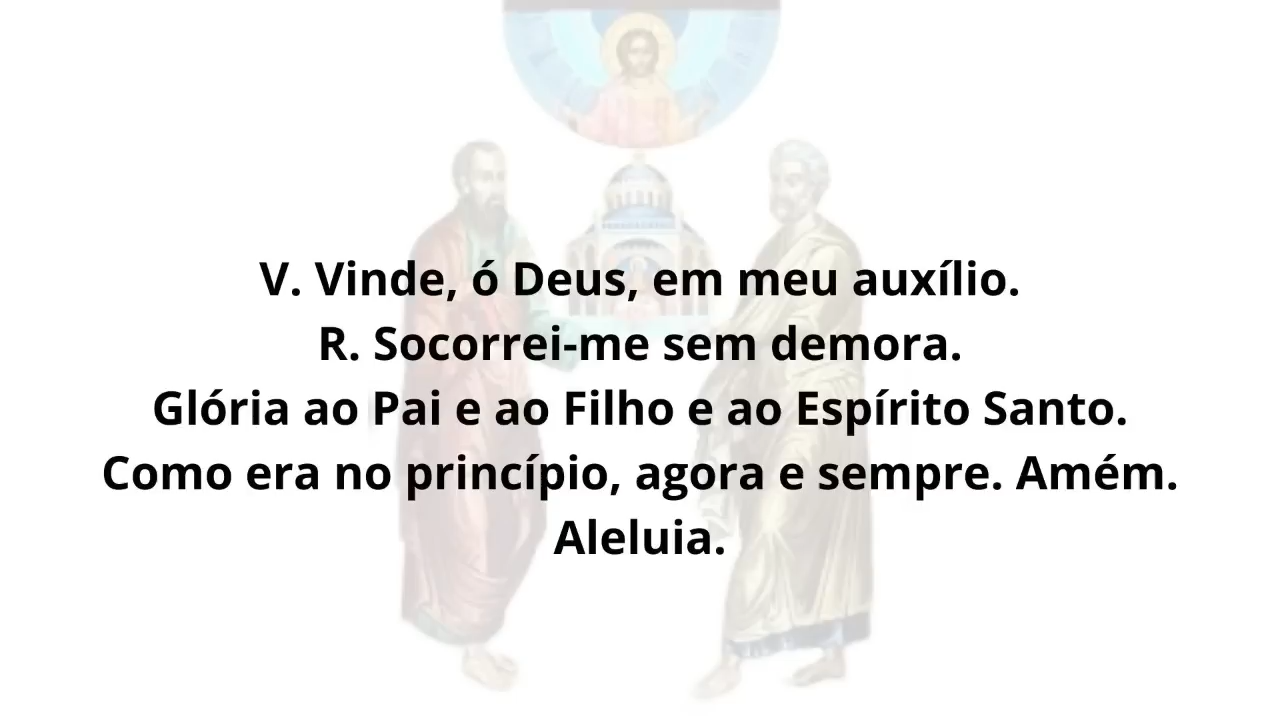 V. Vinde, ó Deus, em meu auxílio.
R. Socorrei-me sem demora.
Glória ao Pai e ao Filho e ao Espírito Santo.
Como era no princípio, agora e sempre. Amém.
Aleluia.